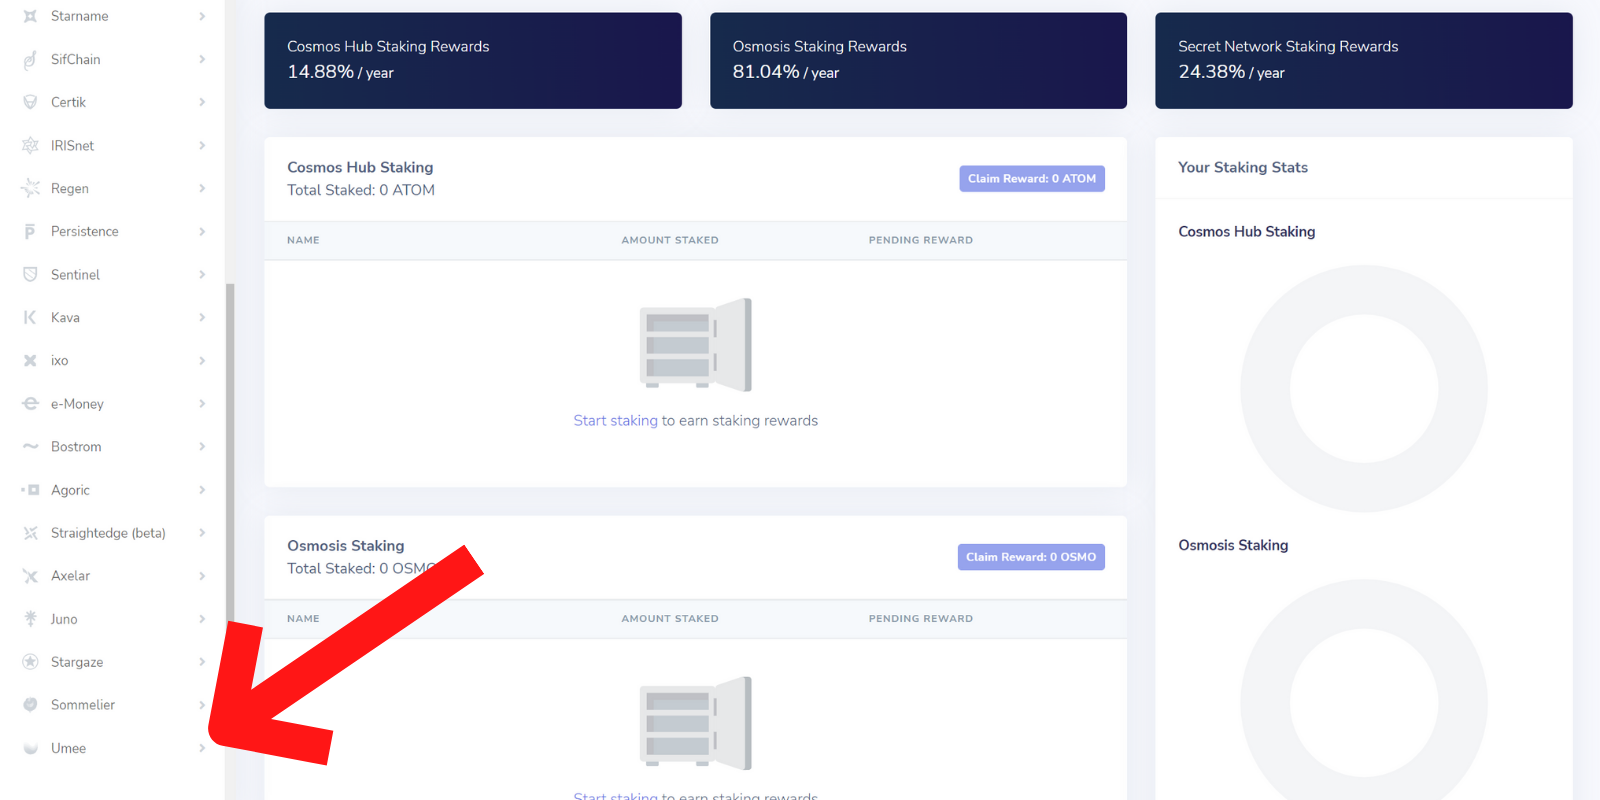 Starname
SifChain
Certik
IRISnet
Regen
Persistence
Sentinel
Kava
ixo
e-Money
Bostrom
Agoric
Straightedge (beta)
Axelar
Juno
Stargaze
Sommelier
Umee
Cosmos Hub Staking Rewards
14.88% / year
Osmosis Staking Rewards
81.04% / year
Secret Network Staking Rewards
24.38% / year
Cosmos Hub Staking
Total Staked: 0 ATOM
Claim Reward: 0 ATOM
NAME AMOUNT STAKED PENDING REWARD
Start staking to earn staking rewards
Osmosis Staking
Total Staked: 0 OSMO
Claim Reward: 0 OSMO
NAME AMOUNT STAKED PENDING REWARD
Start staking to earn staking rewards
Your Staking Stats
Cosmos Hub Staking
Osmosis Staking